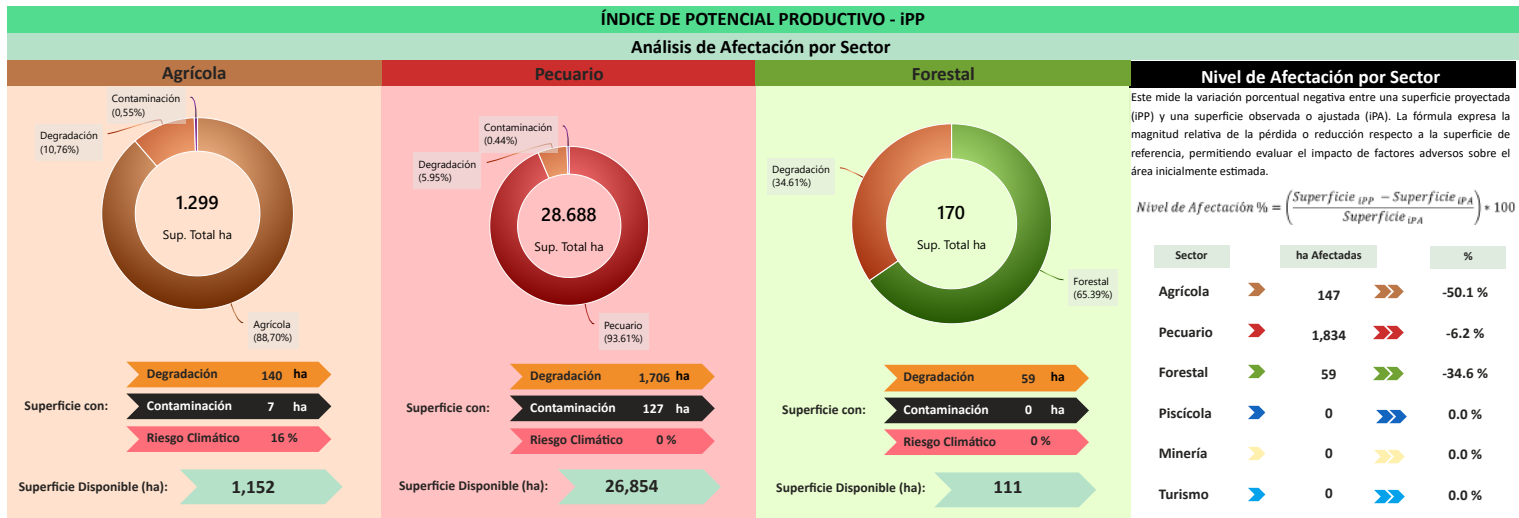 ÍNDICE DE POTENCIAL PRODUCTIVO - iPP
Análisis de Afectación por Sector
Agrícola
Contaminación
(0,55%)
Degradación
(10,76%)
1.299
Sup. Total ha
Agrícola
(88,70%)
Superficie con:
Degradación 140 ha
Contaminación 7 ha
Riesgo Climático 16 %
Superficie Disponible (ha): 1,152
Pecuario
Contaminación
(0.44%)
Degradación
(5.95%)
28.688
Sup. Total ha
Pecuario
(93.61%)
Superficie con:
Degradación 1,706 ha
Contaminación 127 ha
Riesgo Climático 0 %
Superficie Disponible (ha): 26,854
Forestal
Degradación
(34.61%)
170
Sup. Total ha
Forestal
(65.39%)
Superficie con:
Degradación 59 ha
Contaminación 0 ha
Riesgo Climático 0 %
Superficie Disponible (ha): 111
Nivel de Afectación por Sector
Este mide la variación porcentual negativa entre una superficie proyectada
(iPP) y una superficie observada o ajustada (iPA). La fórmula expresa la
magnitud relativa de la pérdida o reducción respecto a la superficie de
referencia, permitiendo evaluar el impacto de factores adversos sobre el
área inicialmente estimada.
Nivel de Afectación % = (Superficie iPP − Superficie iPA / Superficie iPA) * 100
Sector ha Afectadas %
Agrícola 147 -50.1 %
Pecuario 1,834 -6.2 %
Forestal 59 -34.6 %
Piscícola 0 0.0 %
Minería 0 0.0 %
Turismo 0 0.0 %